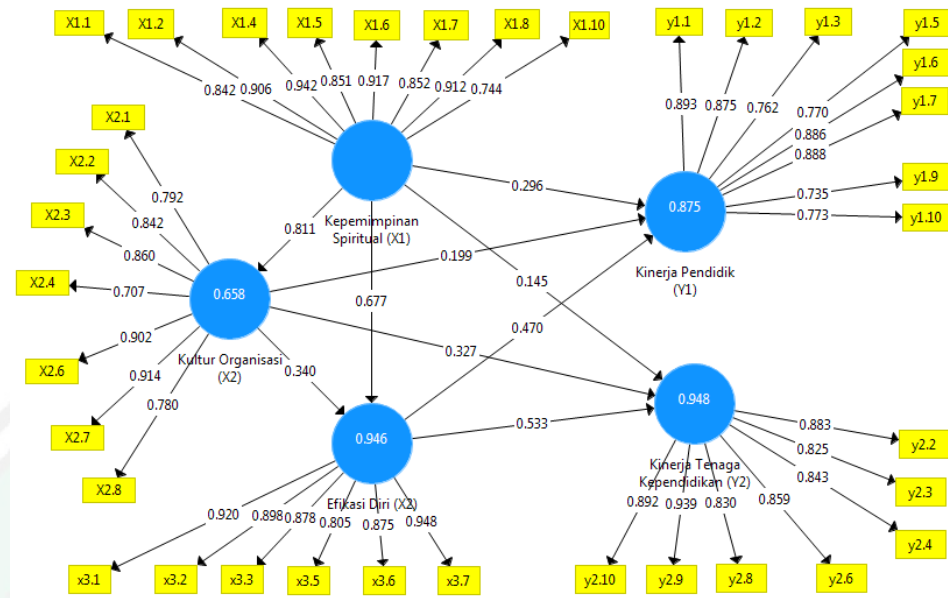 X1.1
X1.2
X1.4
X1.5
X1.6
X1.7
X1.8
X1.10
0.842
0.906
0.942
0.851
0.917
0.852
0.912
0.744
y1.1
y1.2
y1.3
y1.5
y1.6
y1.7
y1.9
y1.10
0.893
0.875
0.762
0.770
0.886
0.888
0.735
0.773
X2.1
X2.2
X2.3
X2.4
X2.6
X2.7
X2.8
0.792
0.842
0.860
0.707
0.902
0.914
0.780
Kepemimpinan
Spiritual (X1)
0.811
0.677
0.296
0.145
0.875
Kinerja Pendidik
(Y1)
0.658
Kultur Organisasi
(X2)
0.199
0.327
0.340
0.470
0.533
0.946
Efikasi Diri (X3)
0.948
Kinerja Tenaga
Kependidikan (Y2)
0.920
0.898
0.878
0.805
0.875
0.948
x3.1
x3.2
x3.3
x3.5
x3.6
x3.7
0.883
0.825
0.843
0.859
0.830
0.939
0.892
y2.2
y2.3
y2.4
y2.6
y2.8
y2.9
y2.10